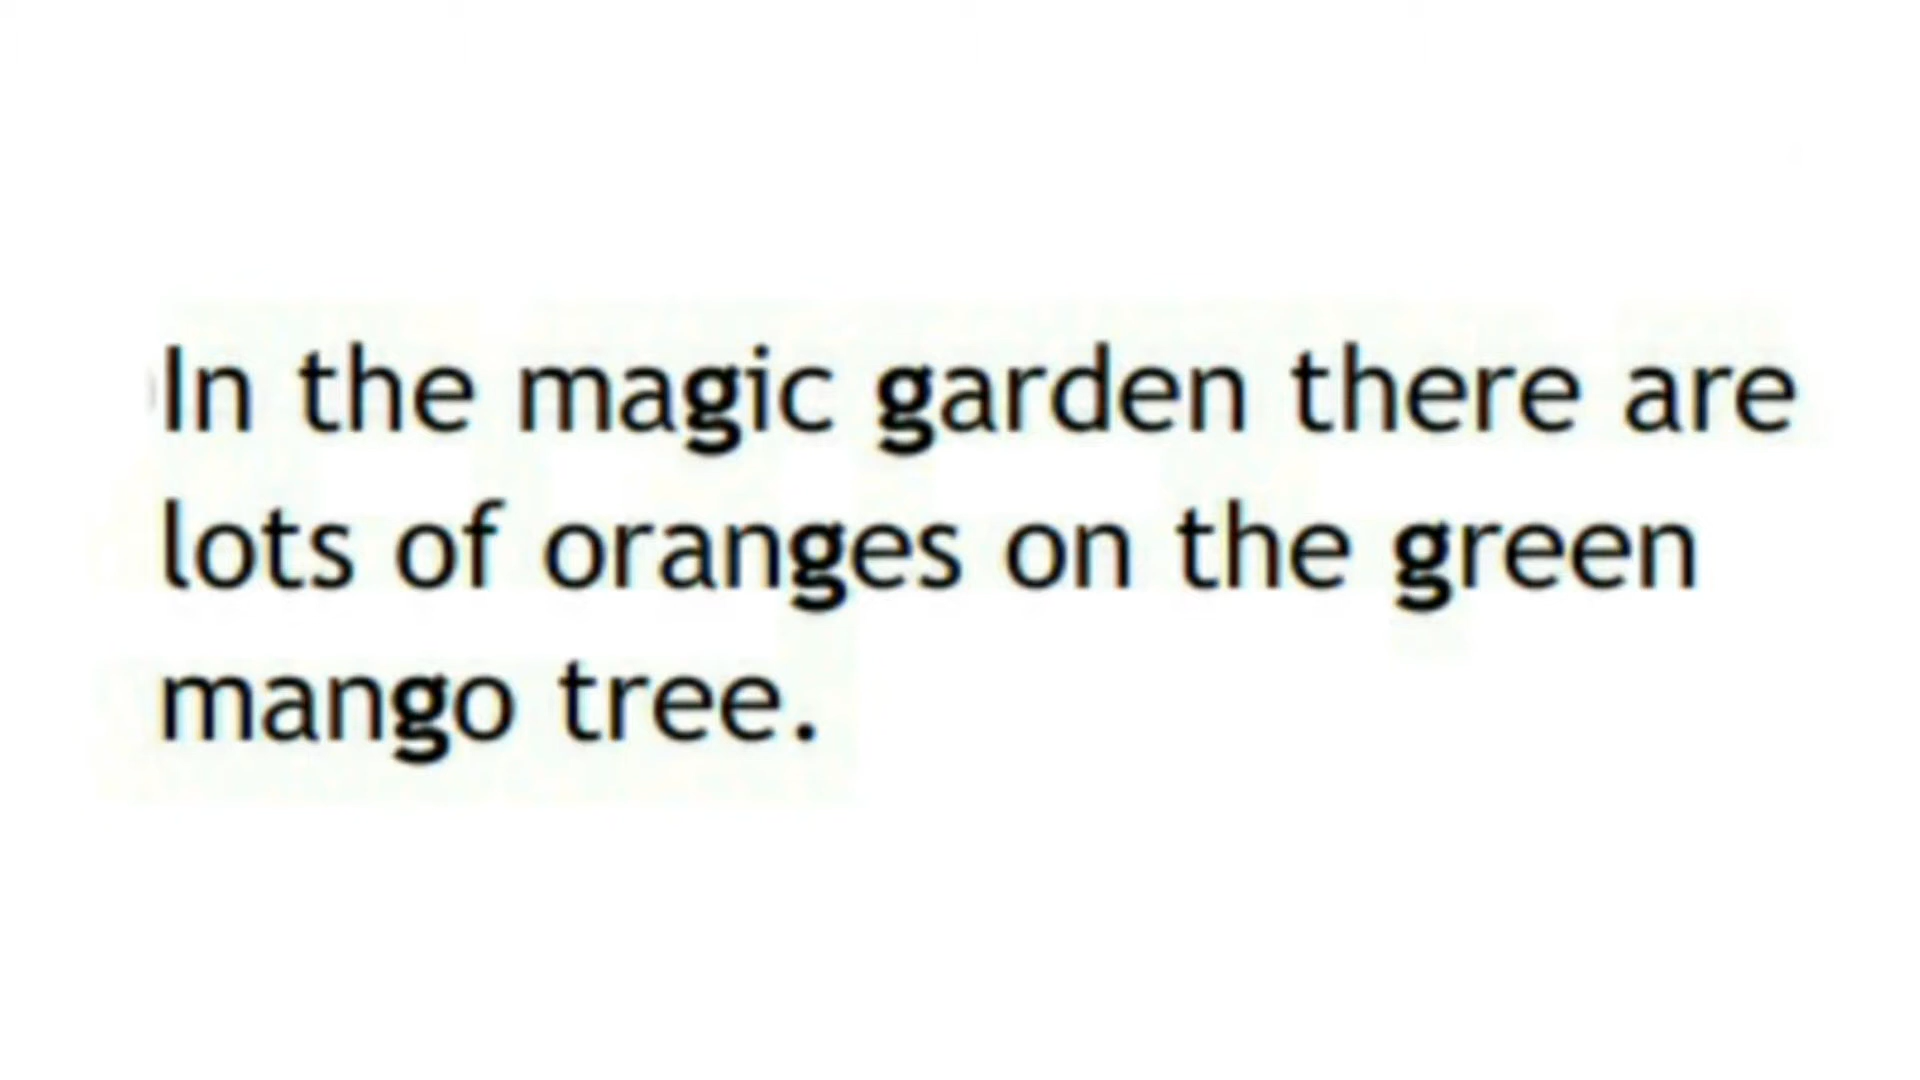 In the magic garden there are
lots of oranges on the green
mango tree.